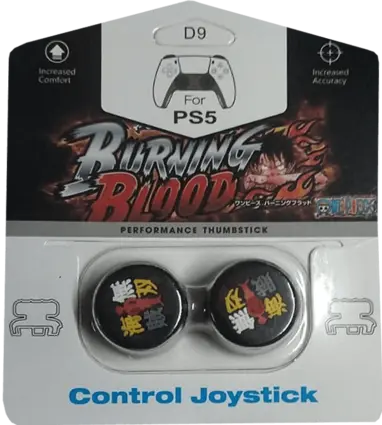 D9
Increased
Comfort
Increased
Accuracy
For
PS5
BURNING
BLOOD
ワンピース バーニングブラッド
ONE PIECE
PERFORMANCE THUMBSTICK
Control Joystick